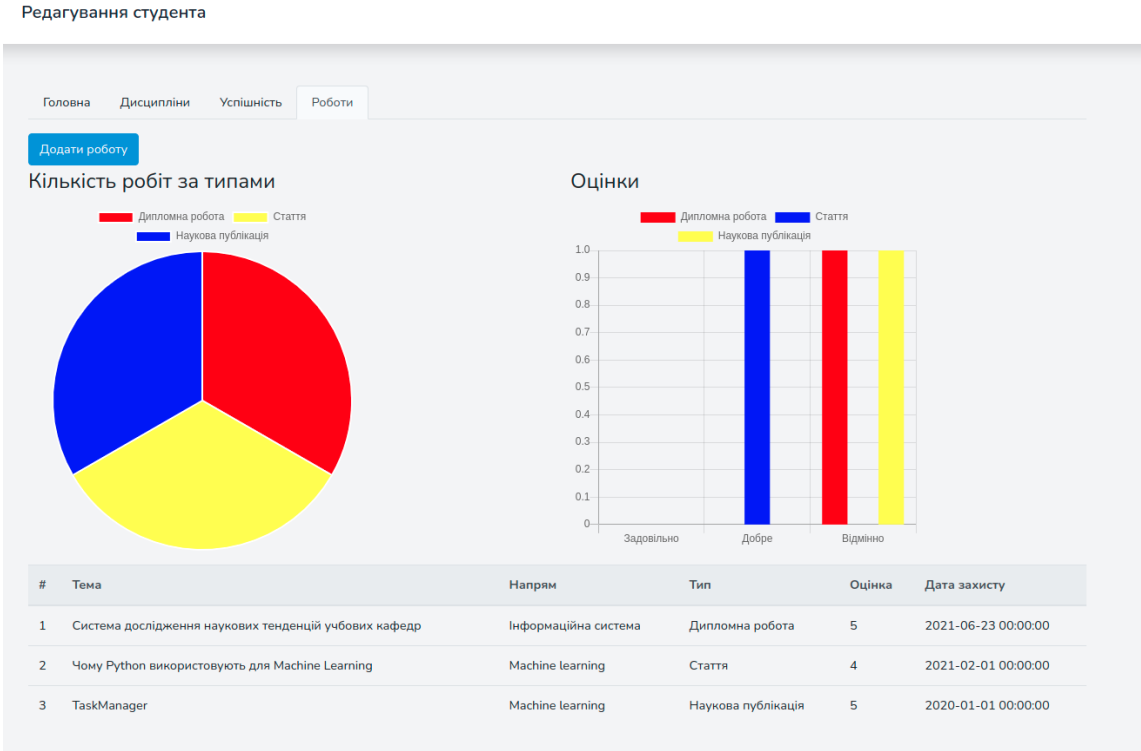 Редагування студента
Головна Дисципліни Успішність Роботи
Додати роботу
Кількість робіт за типами
Дипломна робота Стаття
Наукова публікація
Оцінки
Дипломна робота Стаття
Наукова публікація
1.0
0.9
0.8
0.7
0.6
0.5
0.4
0.3
0.2
0.1
0
Задовільно Добре Відмінно
# Тема Напрям Тип Оцінка Дата захисту
1 Система дослідження наукових тенденцій учбових кафедр Інформаційна система Дипломна робота 5 2021-06-23 00:00:00
2 Чому Python використовують для Machine Learning Machine learning Стаття 4 2021-02-01 00:00:00
3 TaskManager Machine learning Наукова публікація 5 2020-01-01 00:00:00